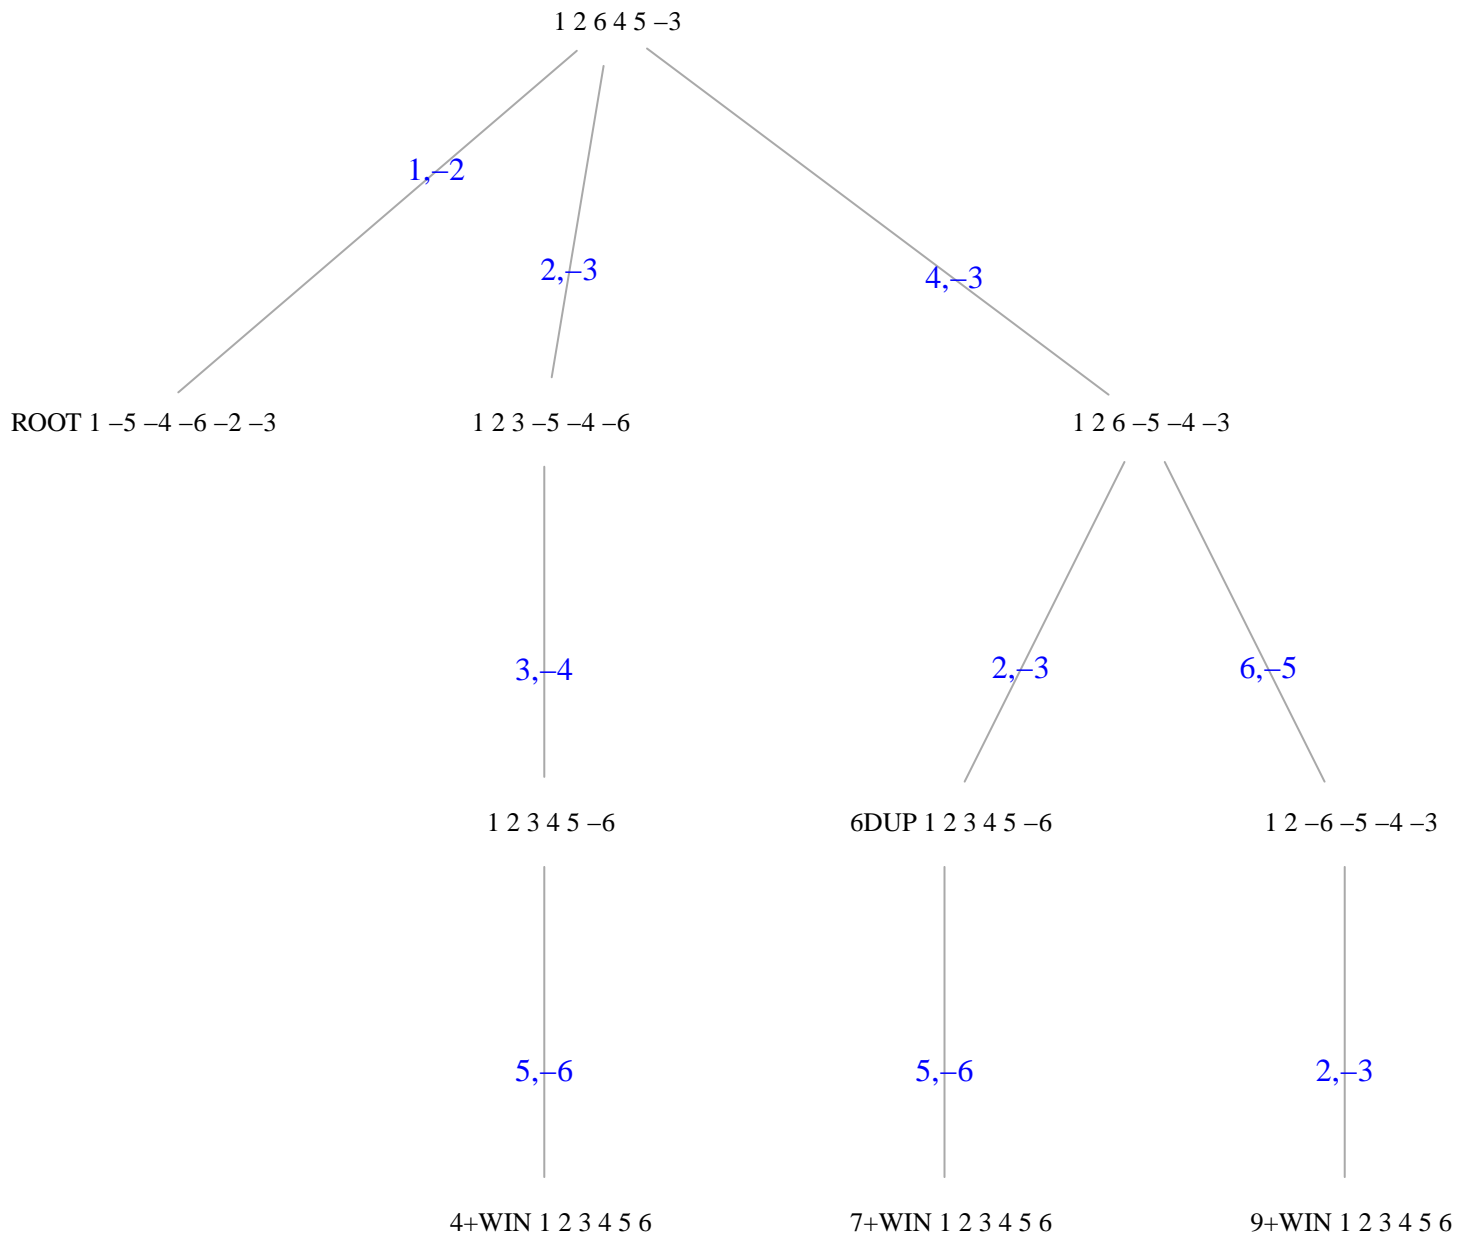 1 2 6 4 5 –3
1,–2
2,–3
4,–3
ROOT 1 –5 –4 –6 –2 –3
1 2 3 –5 –4 –6
1 2 6 –5 –4 –3
3,–4
2,–3
6,–5
1 2 3 4 5 –6
6DUP 1 2 3 4 5 –6
1 2 –6 –5 –4 –3
5,–6
5,–6
2,–3
4+WIN 1 2 3 4 5 6
7+WIN 1 2 3 4 5 6
9+WIN 1 2 3 4 5 6